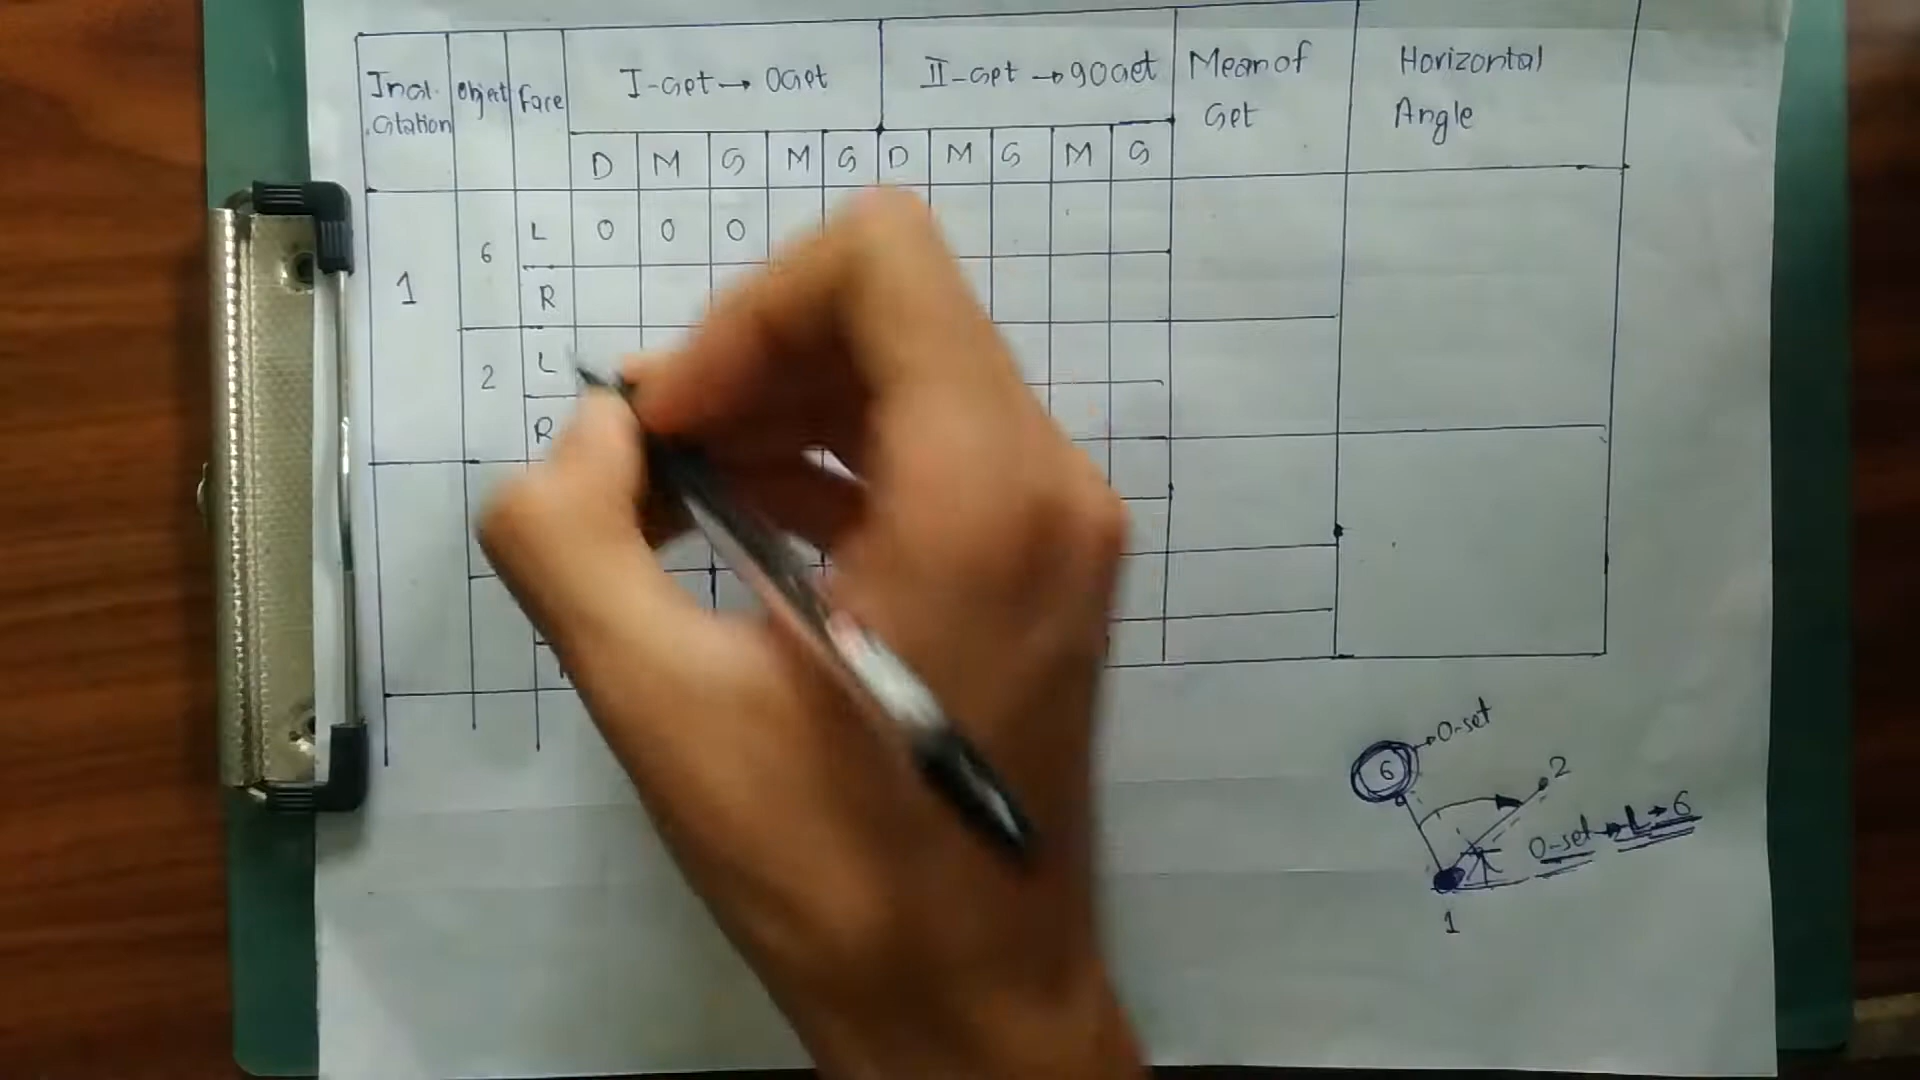 Inst. Station
Object
Face
I-Set → 0Set
II-Set → 90Set
Mean of Set
Horizontal Angle
D M S M S D M S M S
1
6
L 0 0 0
R
2
L
R
6
→ 0-set
2
0-set → L → 6
1